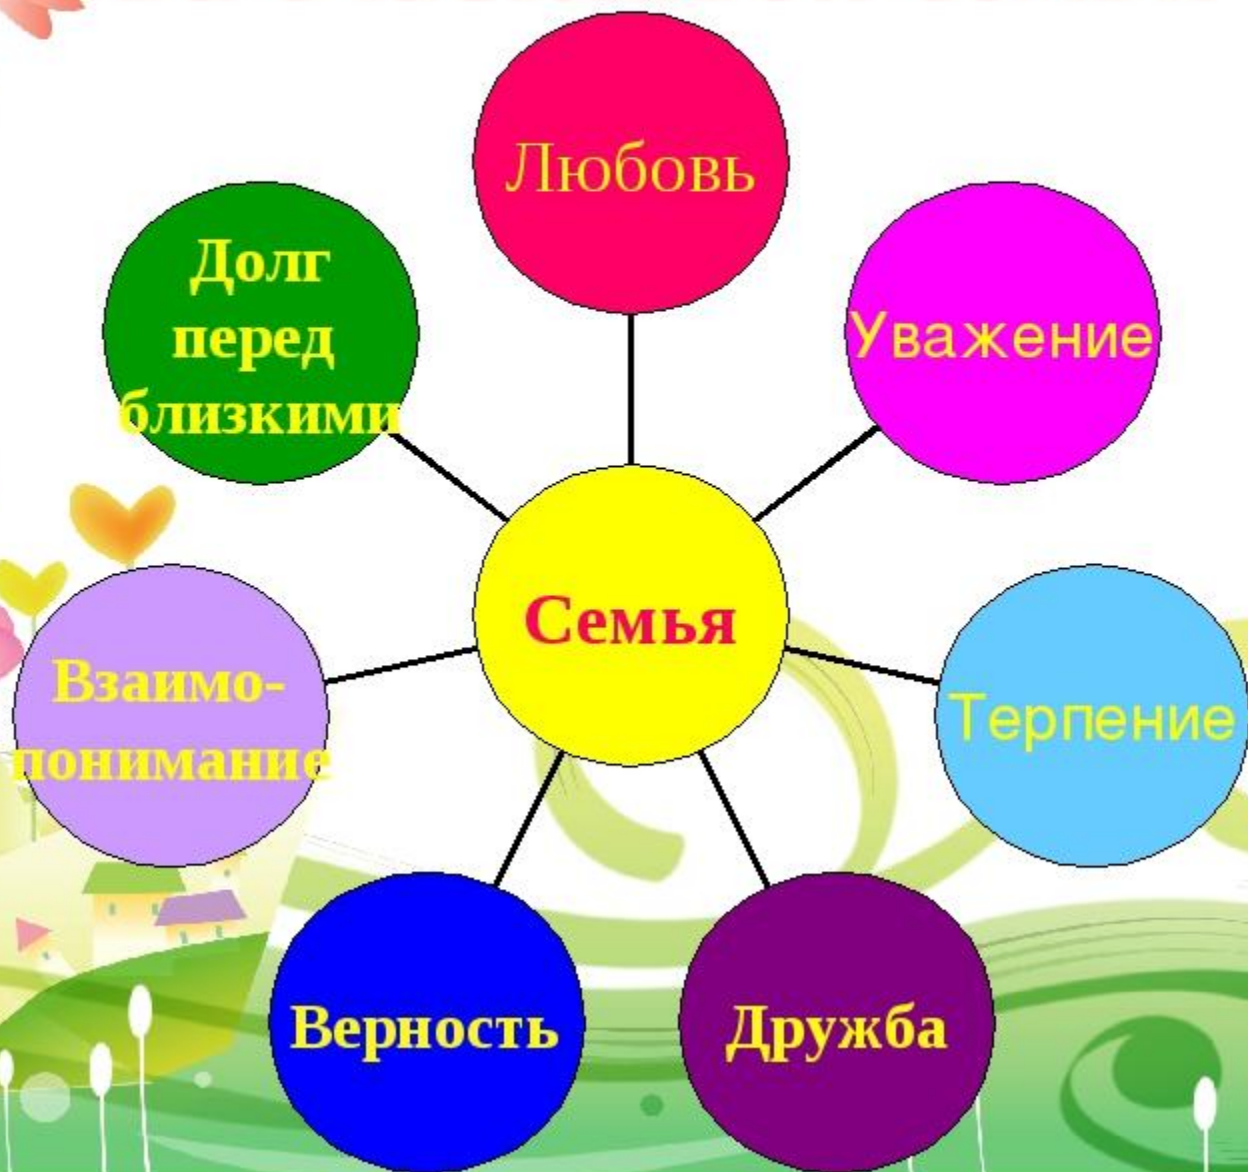 Любовь
Долг
перед
близкими
Уважение
Семья
Взаимо-
понимание
Терпение
Верность
Дружба